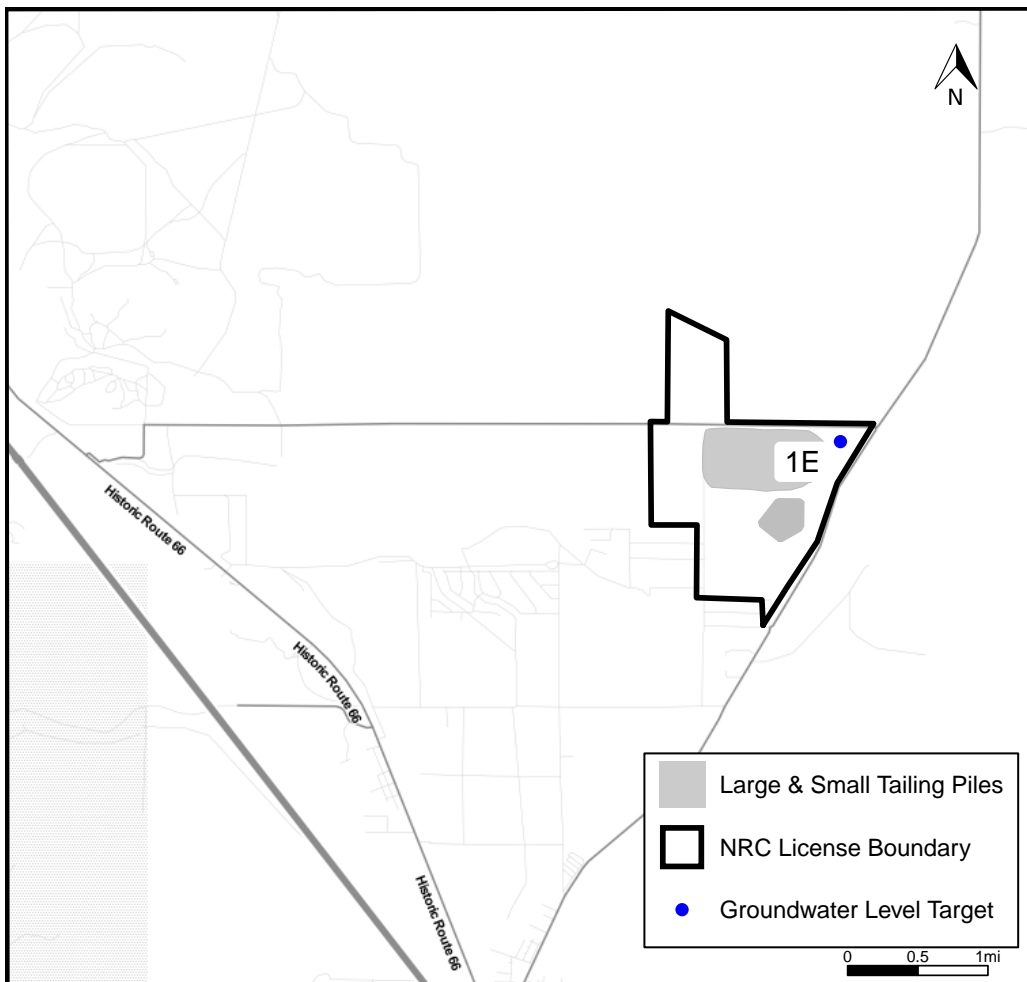 N
1E
Historic Route 66
Historic Route 66
Historic Route 66
Large & Small Tailing Piles
NRC License Boundary
Groundwater Level Target
0 0.5 1mi